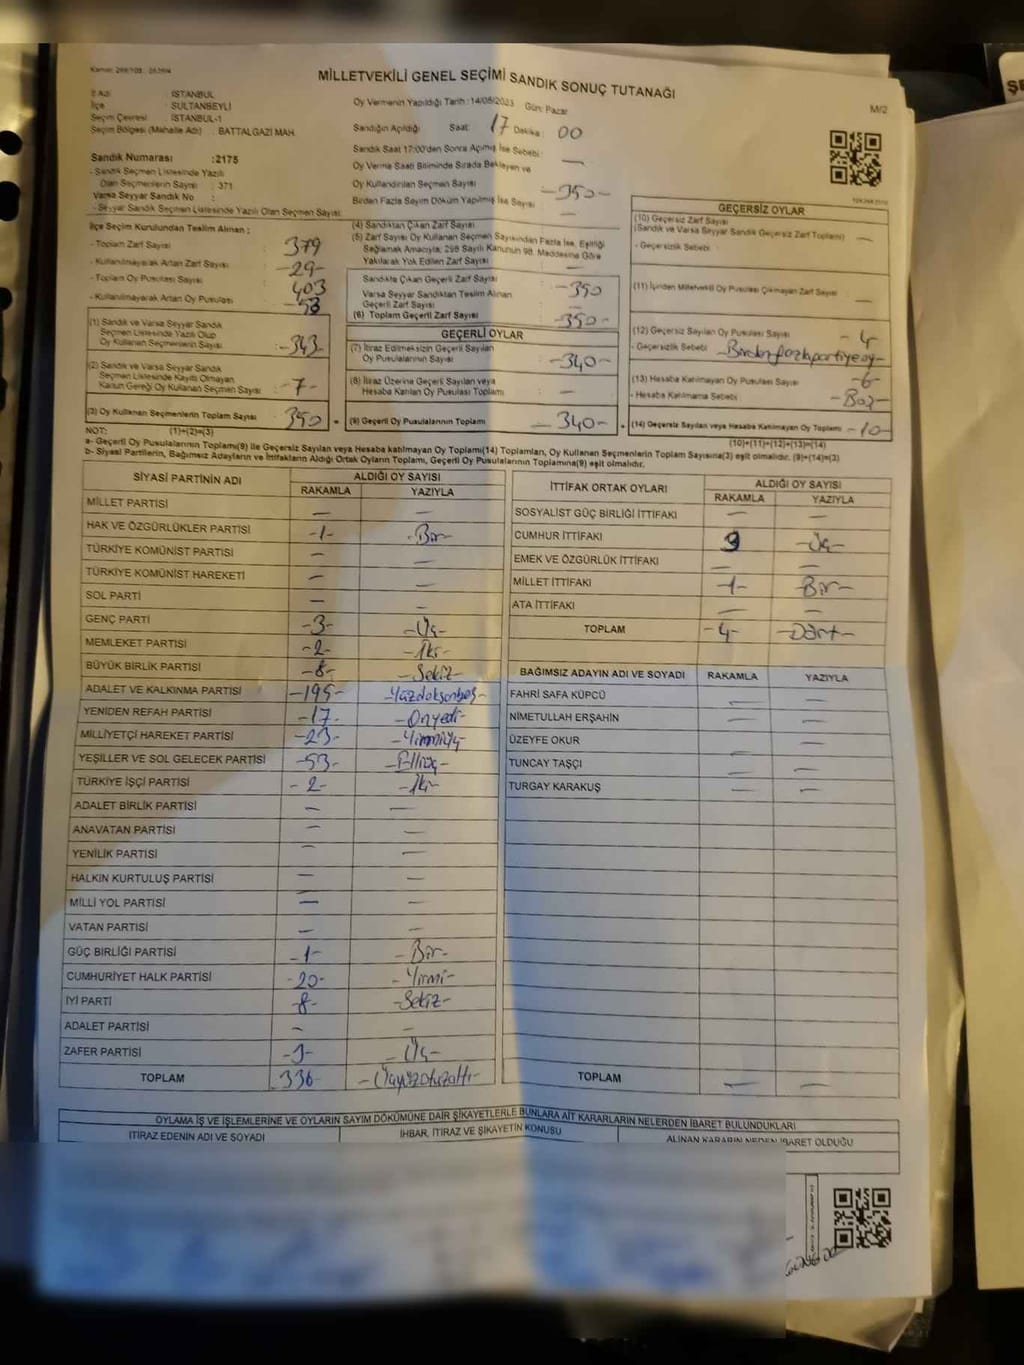 MİLLETVEKİLİ GENEL SEÇİMİ SANDIK SONUÇ TUTANAĞI
M/2
İl Adı : İSTANBUL
İlçe : SULTANBEYLİ
Seçim Çevresi : İSTANBUL-1
Seçim Bölgesi (Mahalle Adı) : BATTALGAZİ MAH.
Oy Vermenin Yapıldığı Tarih : 14/05/2023 Gün: Pazar
Sandığın Açıldığı Saat: 17 Dakika: 00
Sandık Saati 17:00'den Sonra Açılmış İse Sebebi: —
Sandık Numarası : 2175
- Sandık Seçmen Listesinde Yazılı
Olan Seçmenlerin Sayısı : 371
Varsa Seyyar Sandık No :
- Seyyar Sandık Seçmen Listesinde Yazılı Olan Seçmen Sayısı:
Oy Verme Saati Bitiminde Sırada Bekleyen ve
Oy Kullandırılan Seçmen Sayısı -350-
Birden Fazla Sayım Döküm Yapılmış İse Sayısı —
İlçe Seçim Kurulundan Teslim Alınan ;
- Toplam Zarf Sayısı : 379
- Kullanılmayarak Artan Zarf Sayısı : -29-
- Toplam Oy Pusulası Sayısı : 403
- Kullanılmayarak Artan Oy Pusulası : -53
(1) Sandık ve Varsa Seyyar Sandık
Seçmen Listesinde Yazılı Olup
Oy Kullanan Seçmenlerin Sayısı : -343-
(2) Sandık ve Varsa Seyyar Sandık
Seçmen Listesinde Kayıtlı Olmayan
Kanun Gereği Oy Kullanan Seçmen Sayısı : -7-
(3) Oy Kullanan Seçmenlerin Toplam Sayısı : 350
(4) Sandıktan Çıkan Zarf Sayısı
(5) Zarf Sayısı Oy Kullanan Seçmen Sayısından Fazla İse, Eşitliği
Sağlamak Amacıyla, 298 Sayılı Kanunun 98. Maddesine Göre
Yakılarak Yok Edilen Zarf Sayısı —
Sandıkta Çıkan Geçerli Zarf Sayısı : -350
Varsa Seyyar Sandıktan Teslim Alınan
Geçerli Zarf Sayısı : —
(6) Toplam Geçerli Zarf Sayısı : -350-
GEÇERLİ OYLAR
(7) İtiraz Edilmeksizin Geçerli Sayılan
Oy Pusulalarının Sayısı : -340-
(8) İtiraz Üzerine Geçerli Sayılan veya
Hesaba Katılan Oy Pusulası Toplamı : —
(9) Geçerli Oy Pusulalarının Toplamı : -340-
GEÇERSİZ OYLAR
(10) Geçersiz Zarf Sayısı
(Sandık ve Varsa Seyyar Sandık Geçersiz Zarf Toplamı) —
- Geçersizlik Sebebi :
(11) İçinden Milletvekili Oy Pusulası Çıkmayan Zarf Sayısı : —
(12) Geçersiz Sayılan Oy Pusulası Sayısı : -4
- Geçersizlik Sebebi : -Birden fazla partiye oy-
(13) Hesaba Katılmayan Oy Pusulası Sayısı : -6-
- Hesaba Katılmama Sebebi : -Boş-
(14) Geçersiz Sayılan veya Hesaba Katılmayan Oy Toplamı : -10-
NOT: (1)+(2)=(3)
(10)+(11)+(12)+(13)=(14)
a- Geçerli Oy Pusulalarının Toplamı(9) ile Geçersiz Sayılan veya Hesaba katılmayan Oy Toplamı(14) Toplamları, Oy Kullanan Seçmenlerin Toplam Sayısına(3) eşit olmalıdır. (9)+(14)=(3)
b- Siyasi Partilerin, Bağımsız Adayların ve İttifakların Aldığı Ortak Oyların Toplamı, Geçerli Oy Pusulalarının Toplamına(9) eşit olmalıdır.
SİYASİ PARTİNİN ADI ALDIĞI OY SAYISI
RAKAMLA YAZIYLA
MİLLET PARTİSİ — —
HAK VE ÖZGÜRLÜKLER PARTİSİ -1- -Bir-
TÜRKİYE KOMÜNİST PARTİSİ — —
TÜRKİYE KOMÜNİST HAREKETİ — —
SOL PARTİ — —
GENÇ PARTİ -3- -Üç-
MEMLEKET PARTİSİ -2- -İki-
BÜYÜK BİRLİK PARTİSİ -8- -Sekiz-
ADALET VE KALKINMA PARTİSİ -195- -Yüzdoksanbeş-
YENİDEN REFAH PARTİSİ -17- -Onyedi-
MİLLİYETÇİ HAREKET PARTİSİ -23- -Yirmiüç
YEŞİLLER VE SOL GELECEK PARTİSİ -53- -Elliüç-
TÜRKİYE İŞÇİ PARTİSİ -2- -İki-
ADALET BİRLİK PARTİSİ — —
ANAVATAN PARTİSİ — —
YENİLİK PARTİSİ — —
HALKIN KURTULUŞ PARTİSİ — —
MİLLİ YOL PARTİSİ — —
VATAN PARTİSİ — —
GÜÇ BİRLİĞİ PARTİSİ -1- -Bir-
CUMHURİYET HALK PARTİSİ -20- -Yirmi-
İYİ PARTİ -8- -Sekiz-
ADALET PARTİSİ — —
ZAFER PARTİSİ -3- -Üç-
TOPLAM 336- -Üçyüzotuzaltı-
İTTİFAK ORTAK OYLARI ALDIĞI OY SAYISI
RAKAMLA YAZIYLA
SOSYALİST GÜÇ BİRLİĞİ İTTİFAKI — —
CUMHUR İTTİFAKI -Üç-
EMEK VE ÖZGÜRLÜK İTTİFAKI — —
MİLLET İTTİFAKI -1- -Bir-
ATA İTTİFAKI — —
TOPLAM -4- -Dört-
BAĞIMSIZ ADAYIN ADI VE SOYADI RAKAMLA YAZIYLA
FAHRİ SAFA KÜPCÜ — —
NİMETULLAH ERŞAHİN — —
ÜZEYFE OKUR — —
TUNCAY TAŞÇI — —
TURGAY KARAKUŞ — —
TOPLAM — —
OYLAMA İŞ VE İŞLEMLERİNE VE OYLARIN SAYIM DÖKÜMÜNE DAİR ŞİKAYETLERLE BUNLARA AİT KARARLARIN NELERDEN İBARET BULUNDUKLARI
İTİRAZ EDENİN ADI VE SOYADI İHBAR, İTİRAZ VE ŞİKAYETİN KONUSU ALINAN KARARIN NEDEN İBARET OLDUĞU